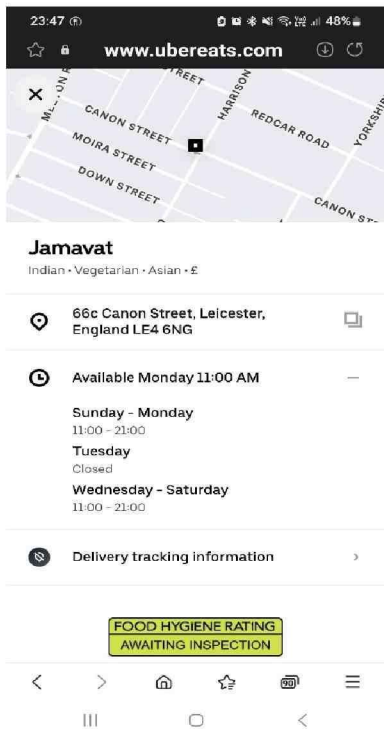 23:47
48%
www.ubereats.com
STREET
HARRISON
CANON STREET
REDCAR ROAD
MOIRA STREET
DOWN STREET
CANON ST
Jamavat
Indian • Vegetarian • Asian • £
66c Canon Street, Leicester,
England LE4 6NG
Available Monday 11:00 AM
Sunday - Monday
11:00 - 21:00
Tuesday
Closed
Wednesday - Saturday
11:00 - 21:00
Delivery tracking information
FOOD HYGIENE RATING
AWAITING INSPECTION
90